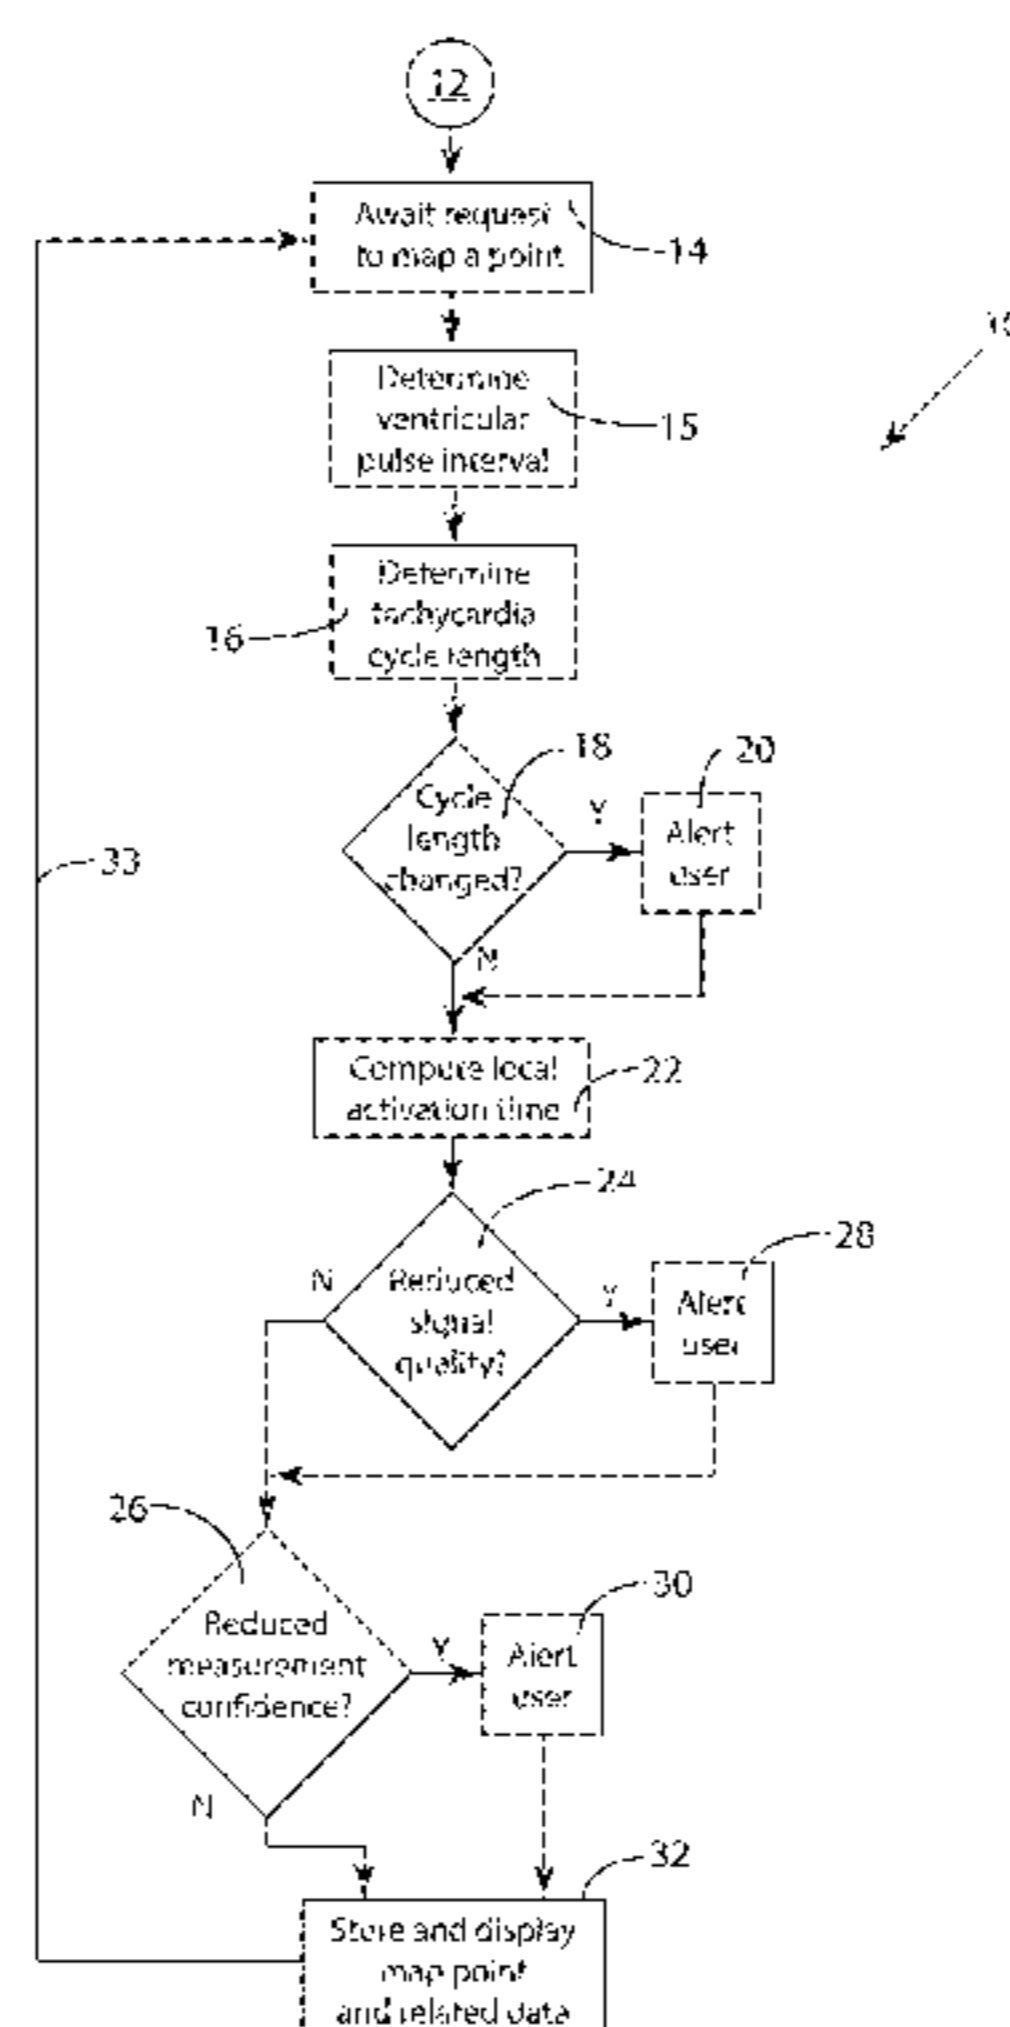 12
Await request
to map a point
14
Determine
ventricular
pulse interval
15
Determine
tachycardia
cycle length
16
18
Cycle
length
changed?
Y
20
Alert
user
N
33
Compute local
activation time
22
24
N
Reduced
signal
quality?
Y
28
Alert
user
26
Reduced
measurement
confidence?
Y
30
Alert
user
N
32
Store and display
map point
and related data